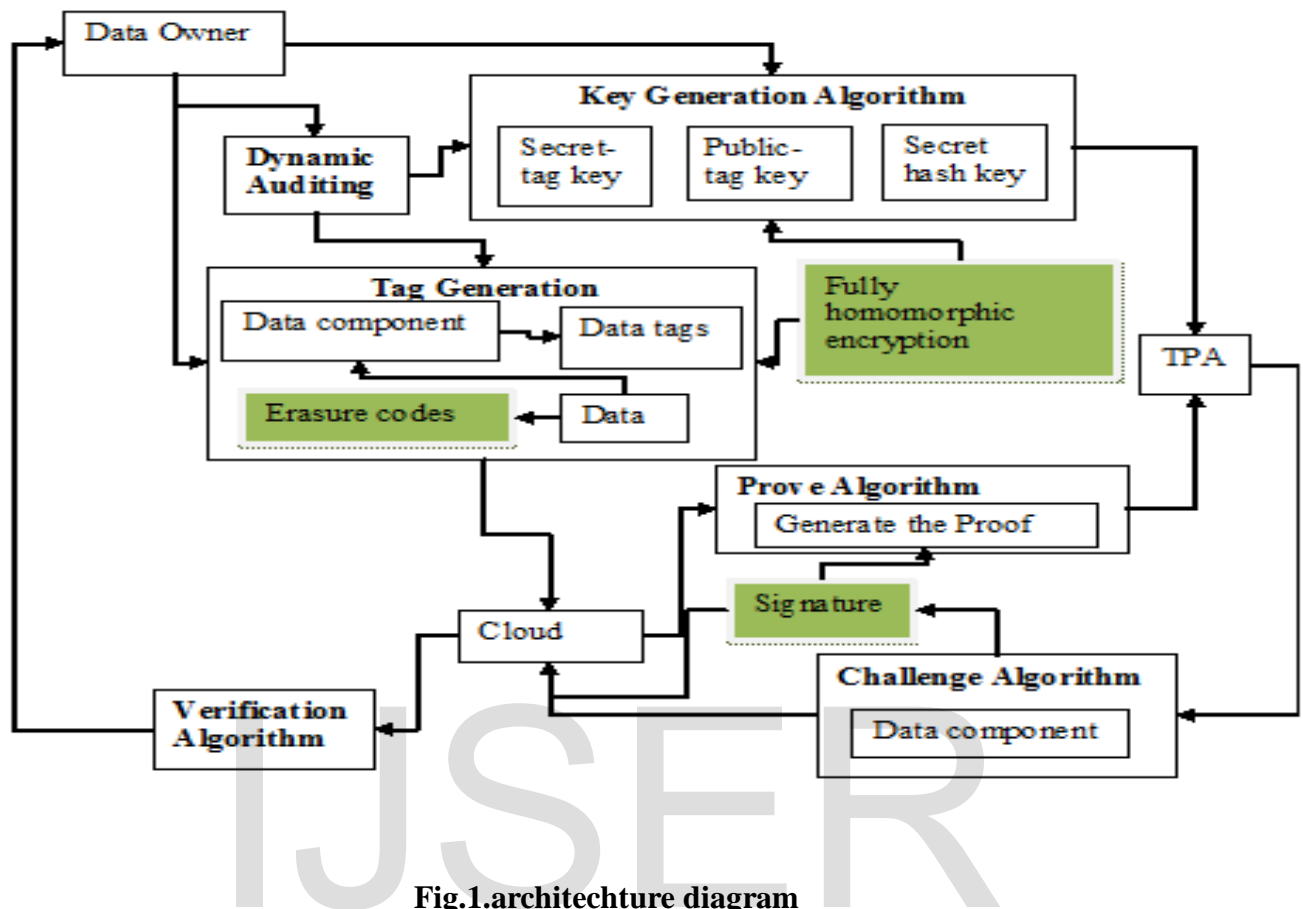 Data Owner
Key Generation Algorithm
Secret-
tag key
Public-
tag key
Secret
hash key
Dynamic
Auditing
Tag Generation
Data component
Data tags
Erasure codes
Data
Fully
homomorphic
encryption
TPA
Prove Algorithm
Generate the Proof
Signature
Cloud
Challenge Algorithm
Data component
Verification
Algorithm
IJSER
Fig.1.architechture diagram